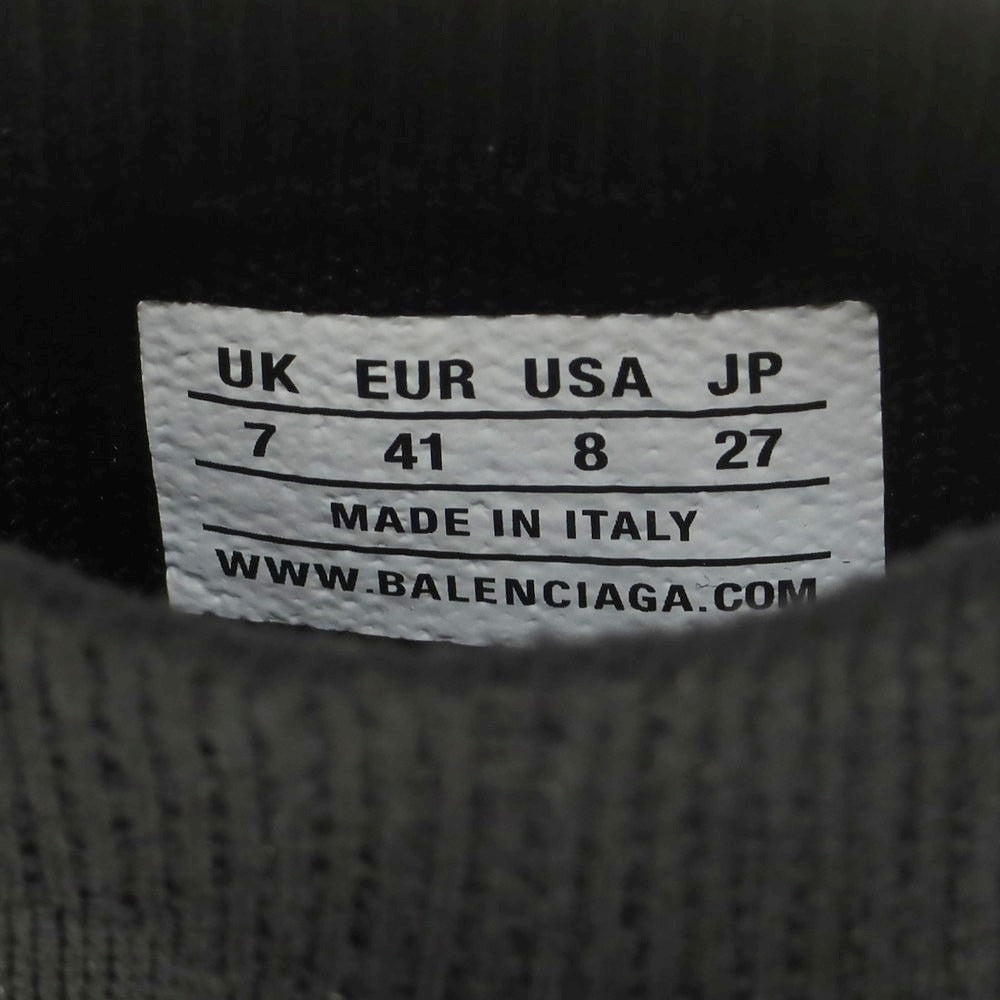 UK EUR USA JP
7 41 8 27
MADE IN ITALY
WWW.BALENCIAGA.COM